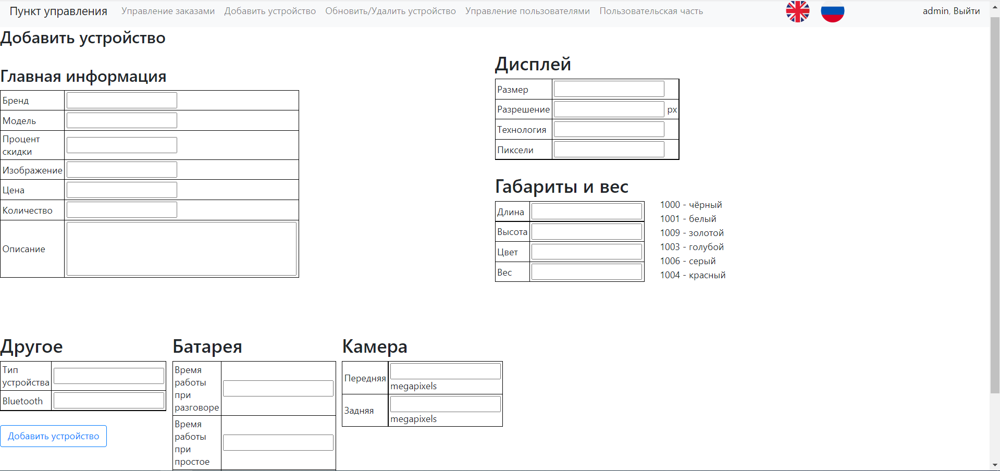 Пункт управления Управление заказами Добавить устройство Обновить/Удалить устройство Управление пользователями Пользовательская часть admin, Выйти
Добавить устройство
Главная информация
Бренд
Модель
Процент
скидки
Изображение
Цена
Количество
Описание
Дисплей
Размер
Разрешение px
Технология
Пиксели
Габариты и вес
Длина
Высота
Цвет
Вес
1000 - чёрный
1001 - белый
1009 - золотой
1003 - голубой
1006 - серый
1004 - красный
Другое
Тип
устройства
Bluetooth
Добавить устройство
Батарея
Время
работы
при
разговоре
Время
работы
при
простое
Камера
Передняя
megapixels
Задняя
megapixels